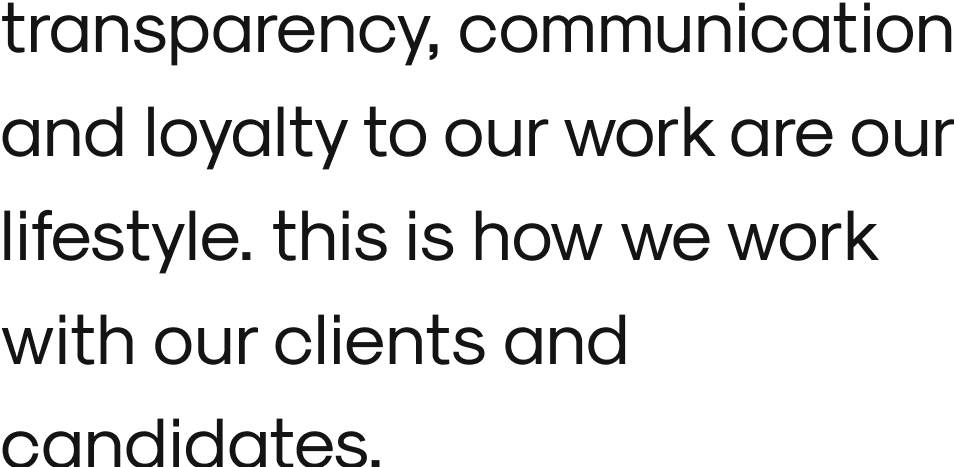 transparency, communication
and loyalty to our work are our
lifestyle. this is how we work
with our clients and
candidates.